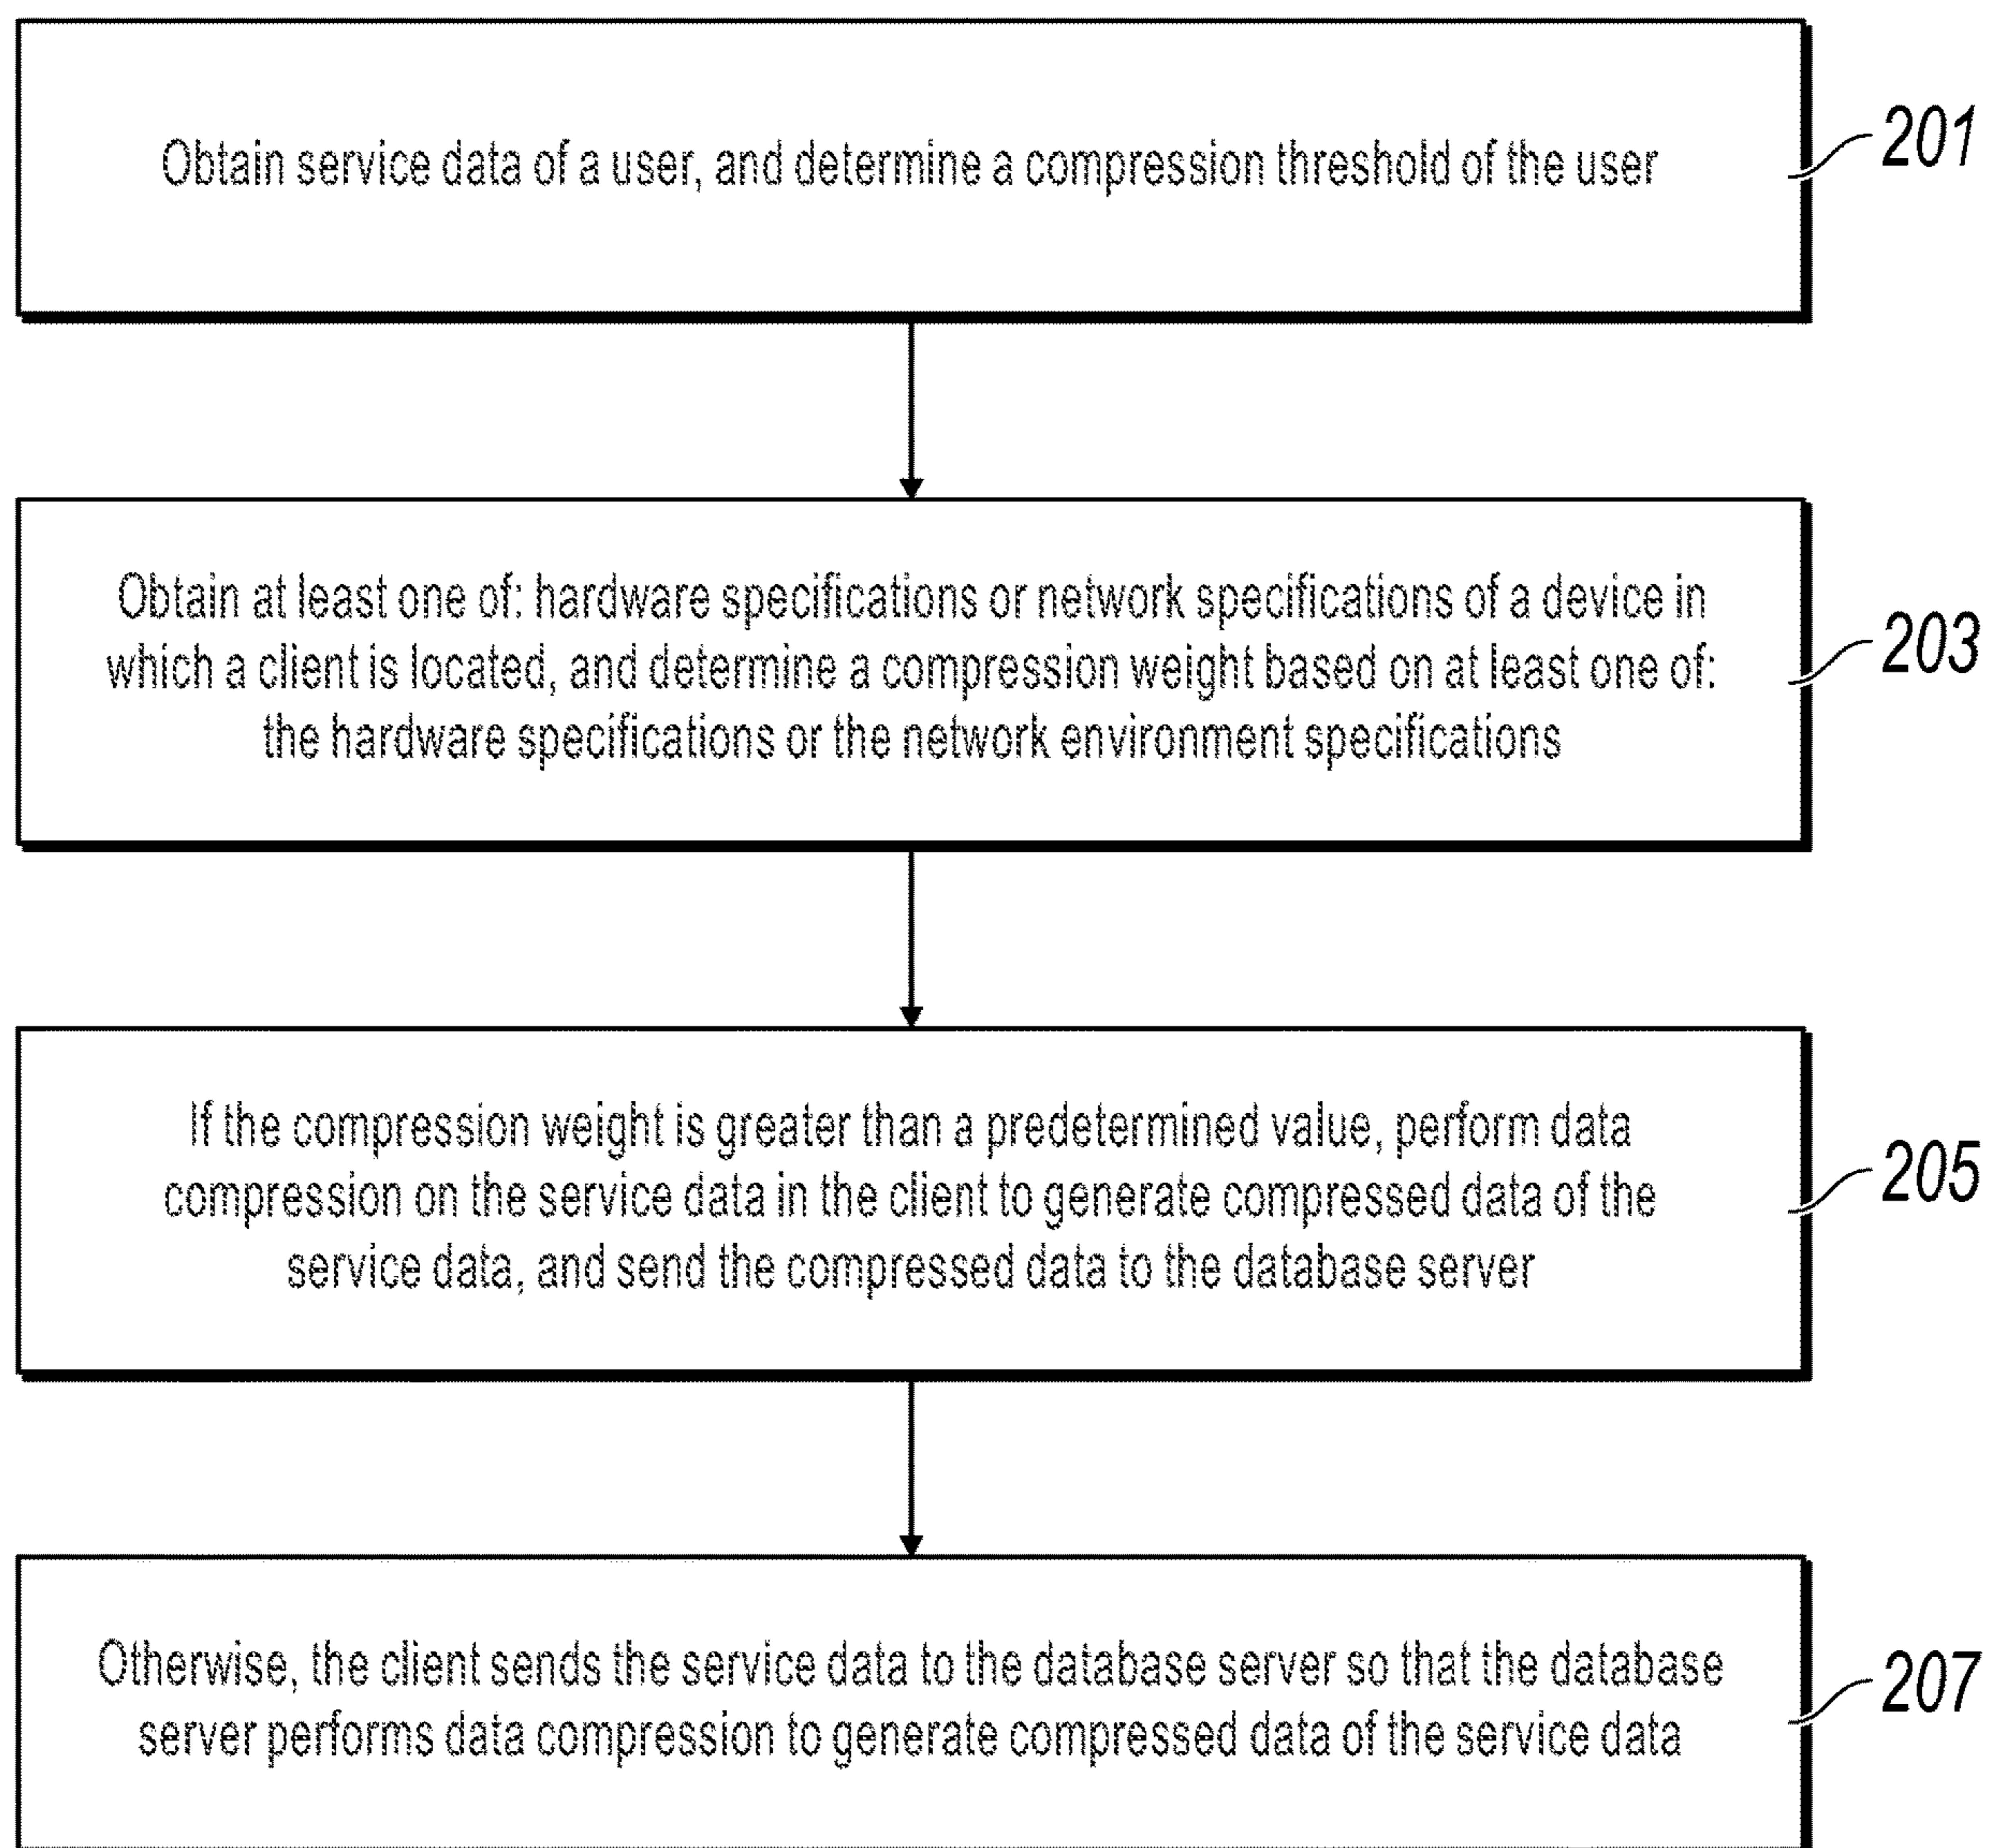 Obtain service data of a user, and determine a compression threshold of the user
201
Obtain at least one of: hardware specifications or network specifications of a device in
which a client is located, and determine a compression weight based on at least one of:
the hardware specifications or the network environment specifications
203
If the compression weight is greater than a predetermined value, perform data
compression on the service data in the client to generate compressed data of the
service data, and send the compressed data to the database server
205
Otherwise, the client sends the service data to the database server so that the database
server performs data compression to generate compressed data of the service data
207